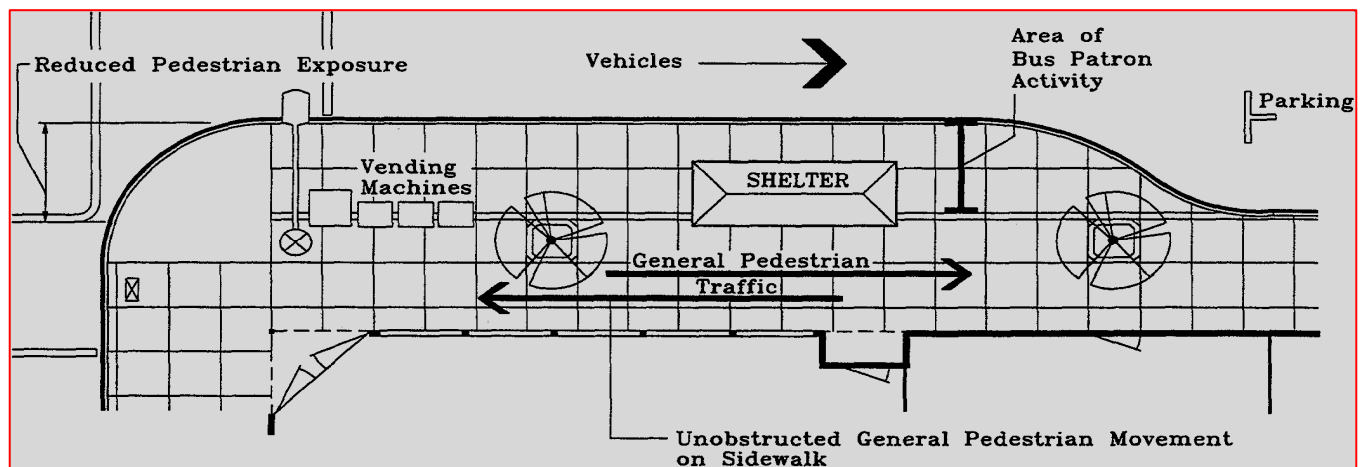 Reduced Pedestrian Exposure
Vehicles
Area of
Bus Patron
Activity
Parking
Vending
Machines
SHELTER
General Pedestrian
Traffic
Unobstructed General Pedestrian Movement
on Sidewalk